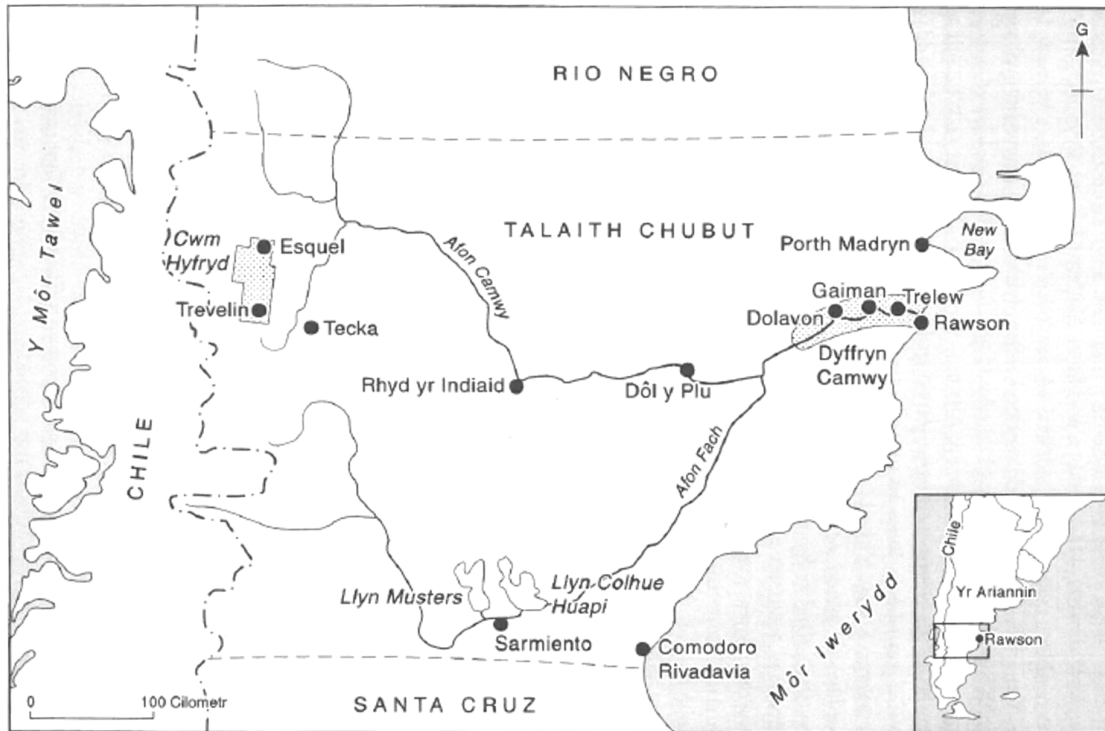 G
RIO NEGRO
Y Môr Tawel
TALAITH CHUBUT
Cwm
Hyfryd
Esquel
Afon Camwy
Porth Madryn
New
Bay
Gaiman
Trelew
Trevelin
Tecka
Dolavon
Rawson
Dyffryn
Camwy
Rhyd yr Indiaid
Dôl y Plu
CHILE
Afon Fach
Llyn Musters
Llyn Colhue
Huapi
Sarmiento
Comodoro
Rivadavia
Môr Iwerydd
SANTA CRUZ
0 100 Cilometr
Chile
Yr Ariannin
Rawson